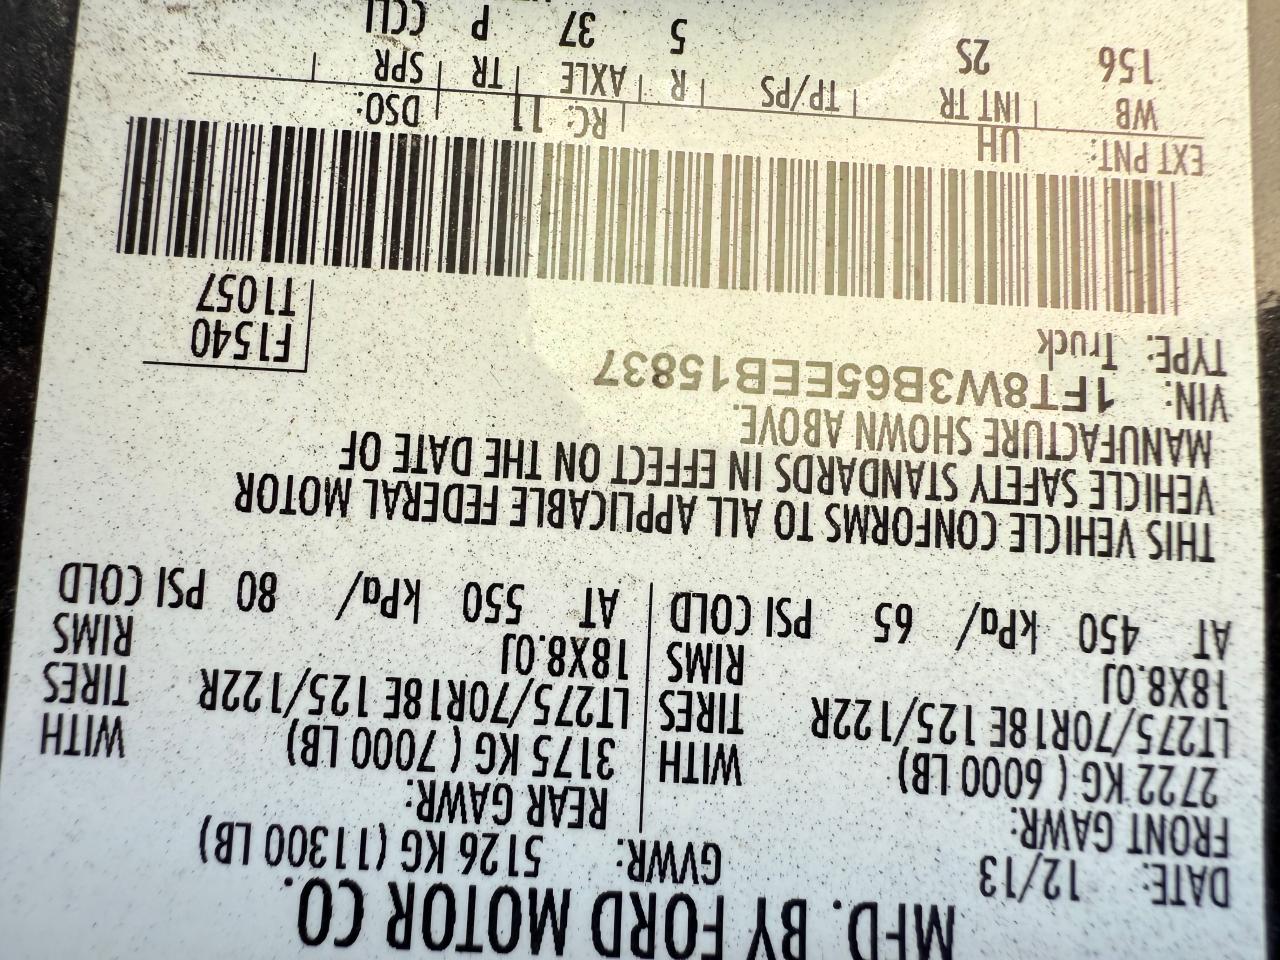 MFD. BY FORD MOTOR CO.
DATE: 12/13 GVWR: 5126 KG (11300 LB)
FRONT GAWR: REAR GAWR:
2722 KG ( 6000 LB) WITH 3175 KG ( 7000 LB) WITH
LT275/70R18E 125/122R TIRES LT275/70R18E 125/122R TIRES
18X8.0J RIMS 18X8.0J RIMS
AT 450 kPa/ 65 PSI COLD AT 550 kPa/ 80 PSI COLD
THIS VEHICLE CONFORMS TO ALL APPLICABLE FEDERAL MOTOR
VEHICLE SAFETY STANDARDS IN EFFECT ON THE DATE OF
MANUFACTURE SHOWN ABOVE.
VIN: 1FT8W3B65EEB15837
TYPE: Truck
F1540
T1057
EXT PNT: UH RC: 11 DSO:
WB INT TR TP/PS R AXLE TR SPR
156 2S 5 37 P CCLI